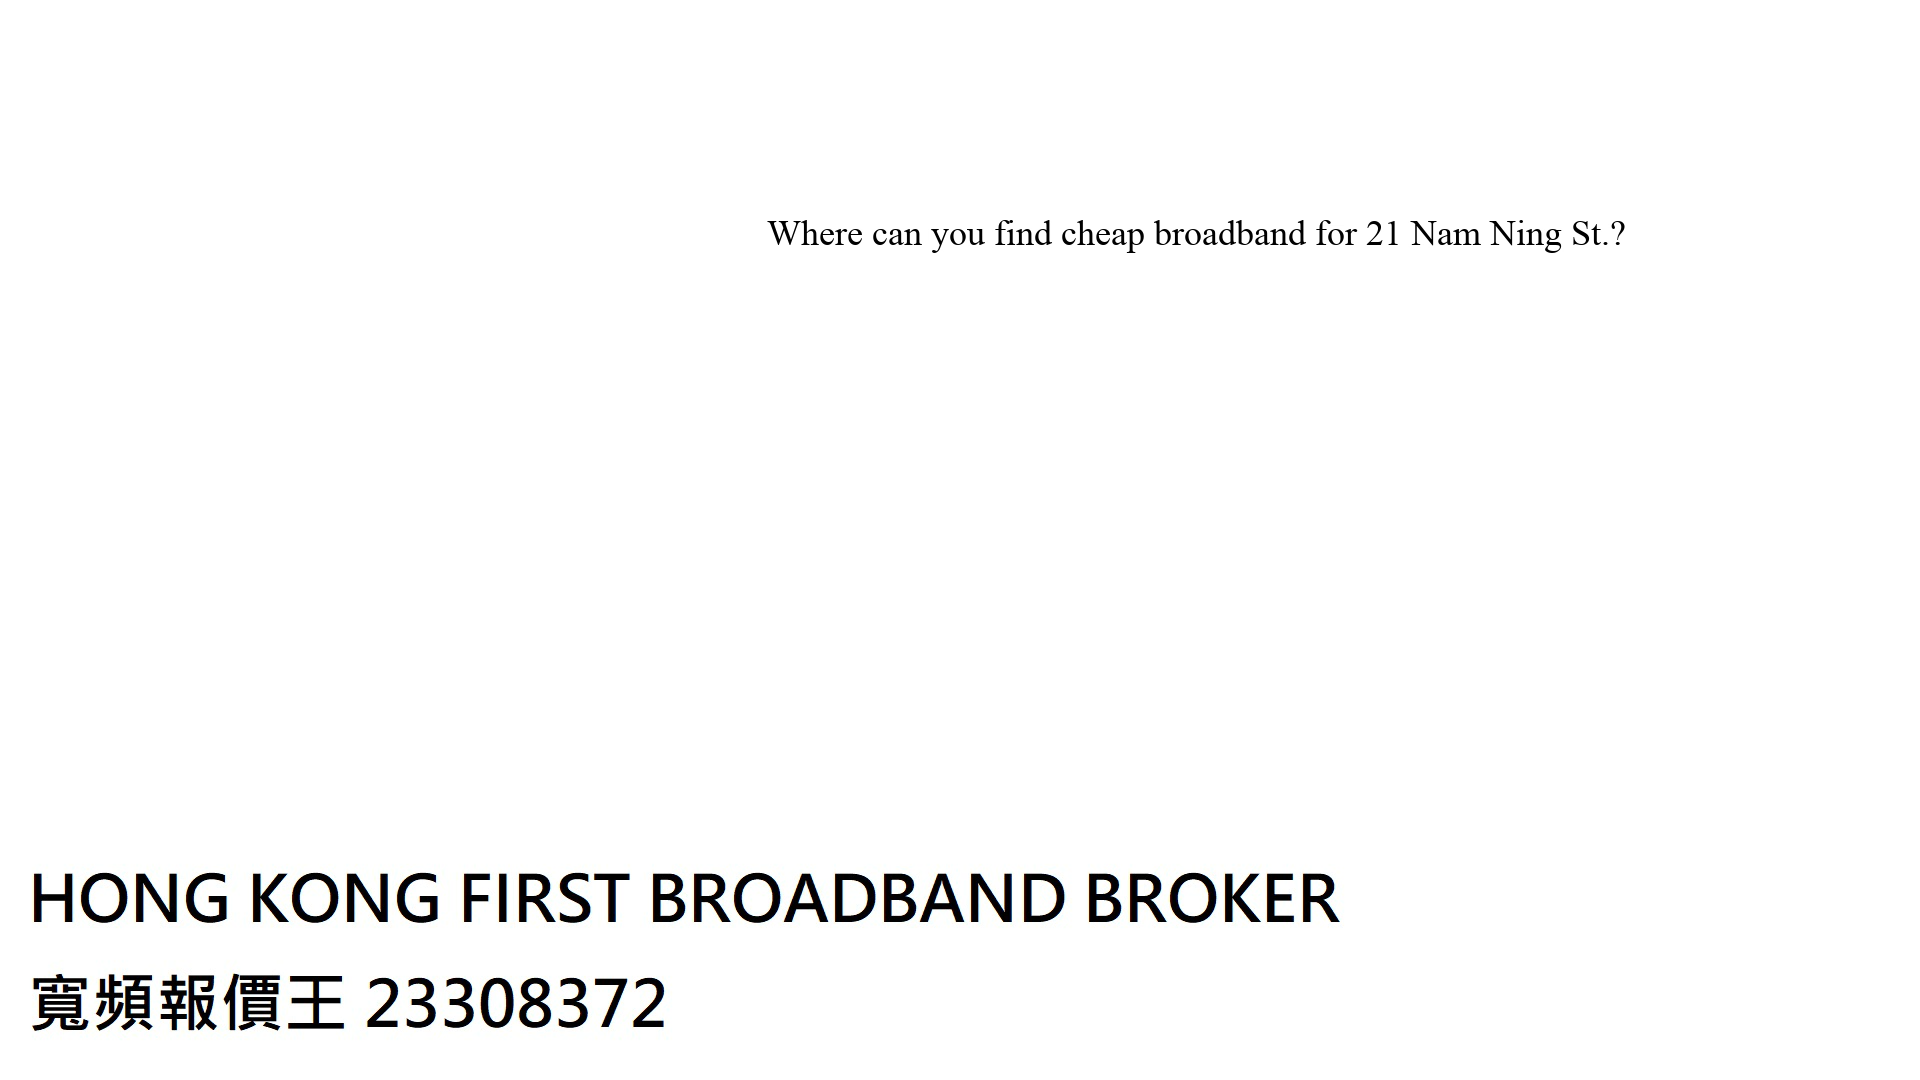 Where can you find cheap broadband for 21 Nam Ning St.?
HONG KONG FIRST BROADBAND BROKER
寬頻報價王 23308372